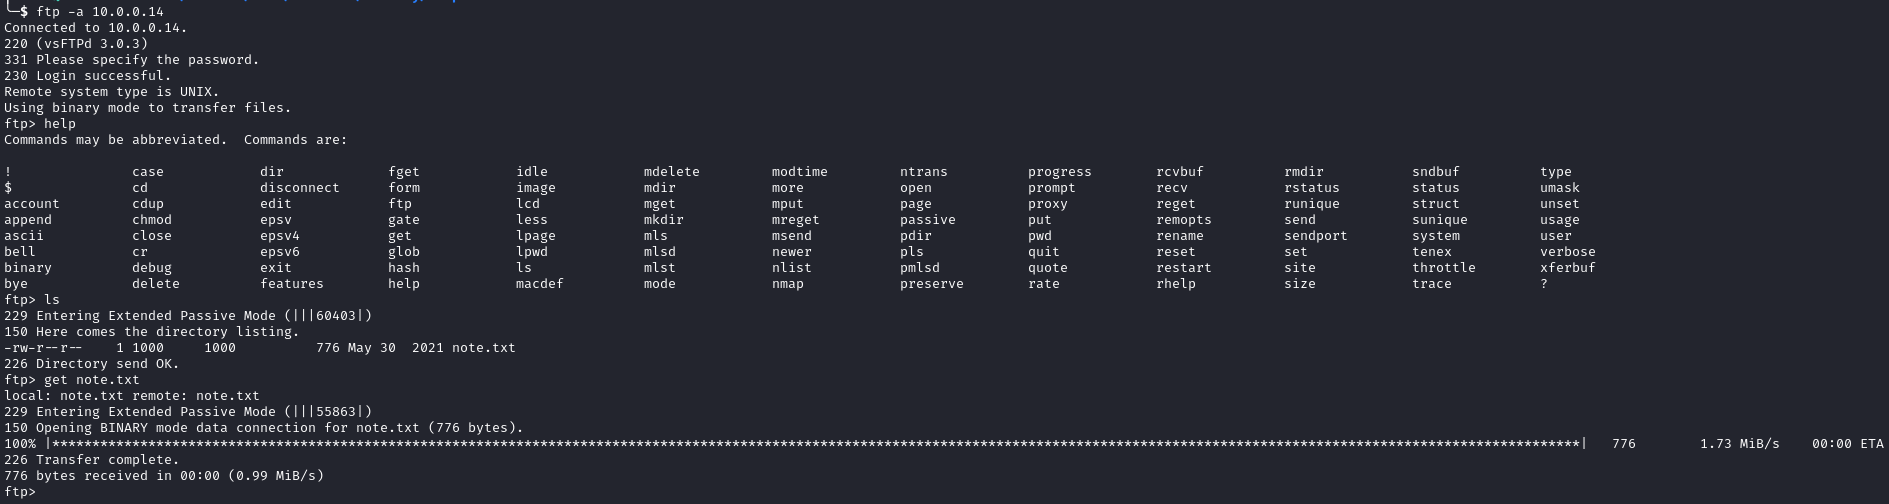 └─$ ftp -a 10.0.0.14
Connected to 10.0.0.14.
220 (vsFTPd 3.0.3)
331 Please specify the password.
230 Login successful.
Remote system type is UNIX.
Using binary mode to transfer files.
ftp> help
Commands may be abbreviated.  Commands are:

!               case            dir             fget            idle            mdelete         modtime         ntrans          progress        rcvbuf          rmdir           sndbuf          type
$               cd              disconnect      form            image           mdir            more            open            prompt          recv            rstatus         status          umask
account         cdup            edit            ftp             lcd             mget            mput            page            proxy           reget           runique         struct          unset
append          chmod           epsv            gate            less            mkdir           mreget          passive         put             remopts         send            sunique         usage
ascii           close           epsv4           get             lpage           mls             msend           pdir            pwd             rename          sendport        system          user
bell            cr              epsv6           glob            lpwd            mlsd            newer           pls             quit            reset           set             tenex           verbose
binary          debug           exit            hash            ls              mlst            nlist           pmlsd           quote           restart         site            throttle        xferbuf
bye             delete          features        help            macdef          mode            nmap            preserve        rate            rhelp           size            trace           ?
ftp> ls
229 Entering Extended Passive Mode (|||60403|)
150 Here comes the directory listing.
-rw-r--r--    1 1000     1000          776 May 30  2021 note.txt
226 Directory send OK.
ftp> get note.txt
local: note.txt remote: note.txt
229 Entering Extended Passive Mode (|||55863|)
150 Opening BINARY mode data connection for note.txt (776 bytes).
100% |***********************************************************************************************************************************************************************************************|   776        1.73 MiB/s    00:00 ETA
226 Transfer complete.
776 bytes received in 00:00 (0.99 MiB/s)
ftp>